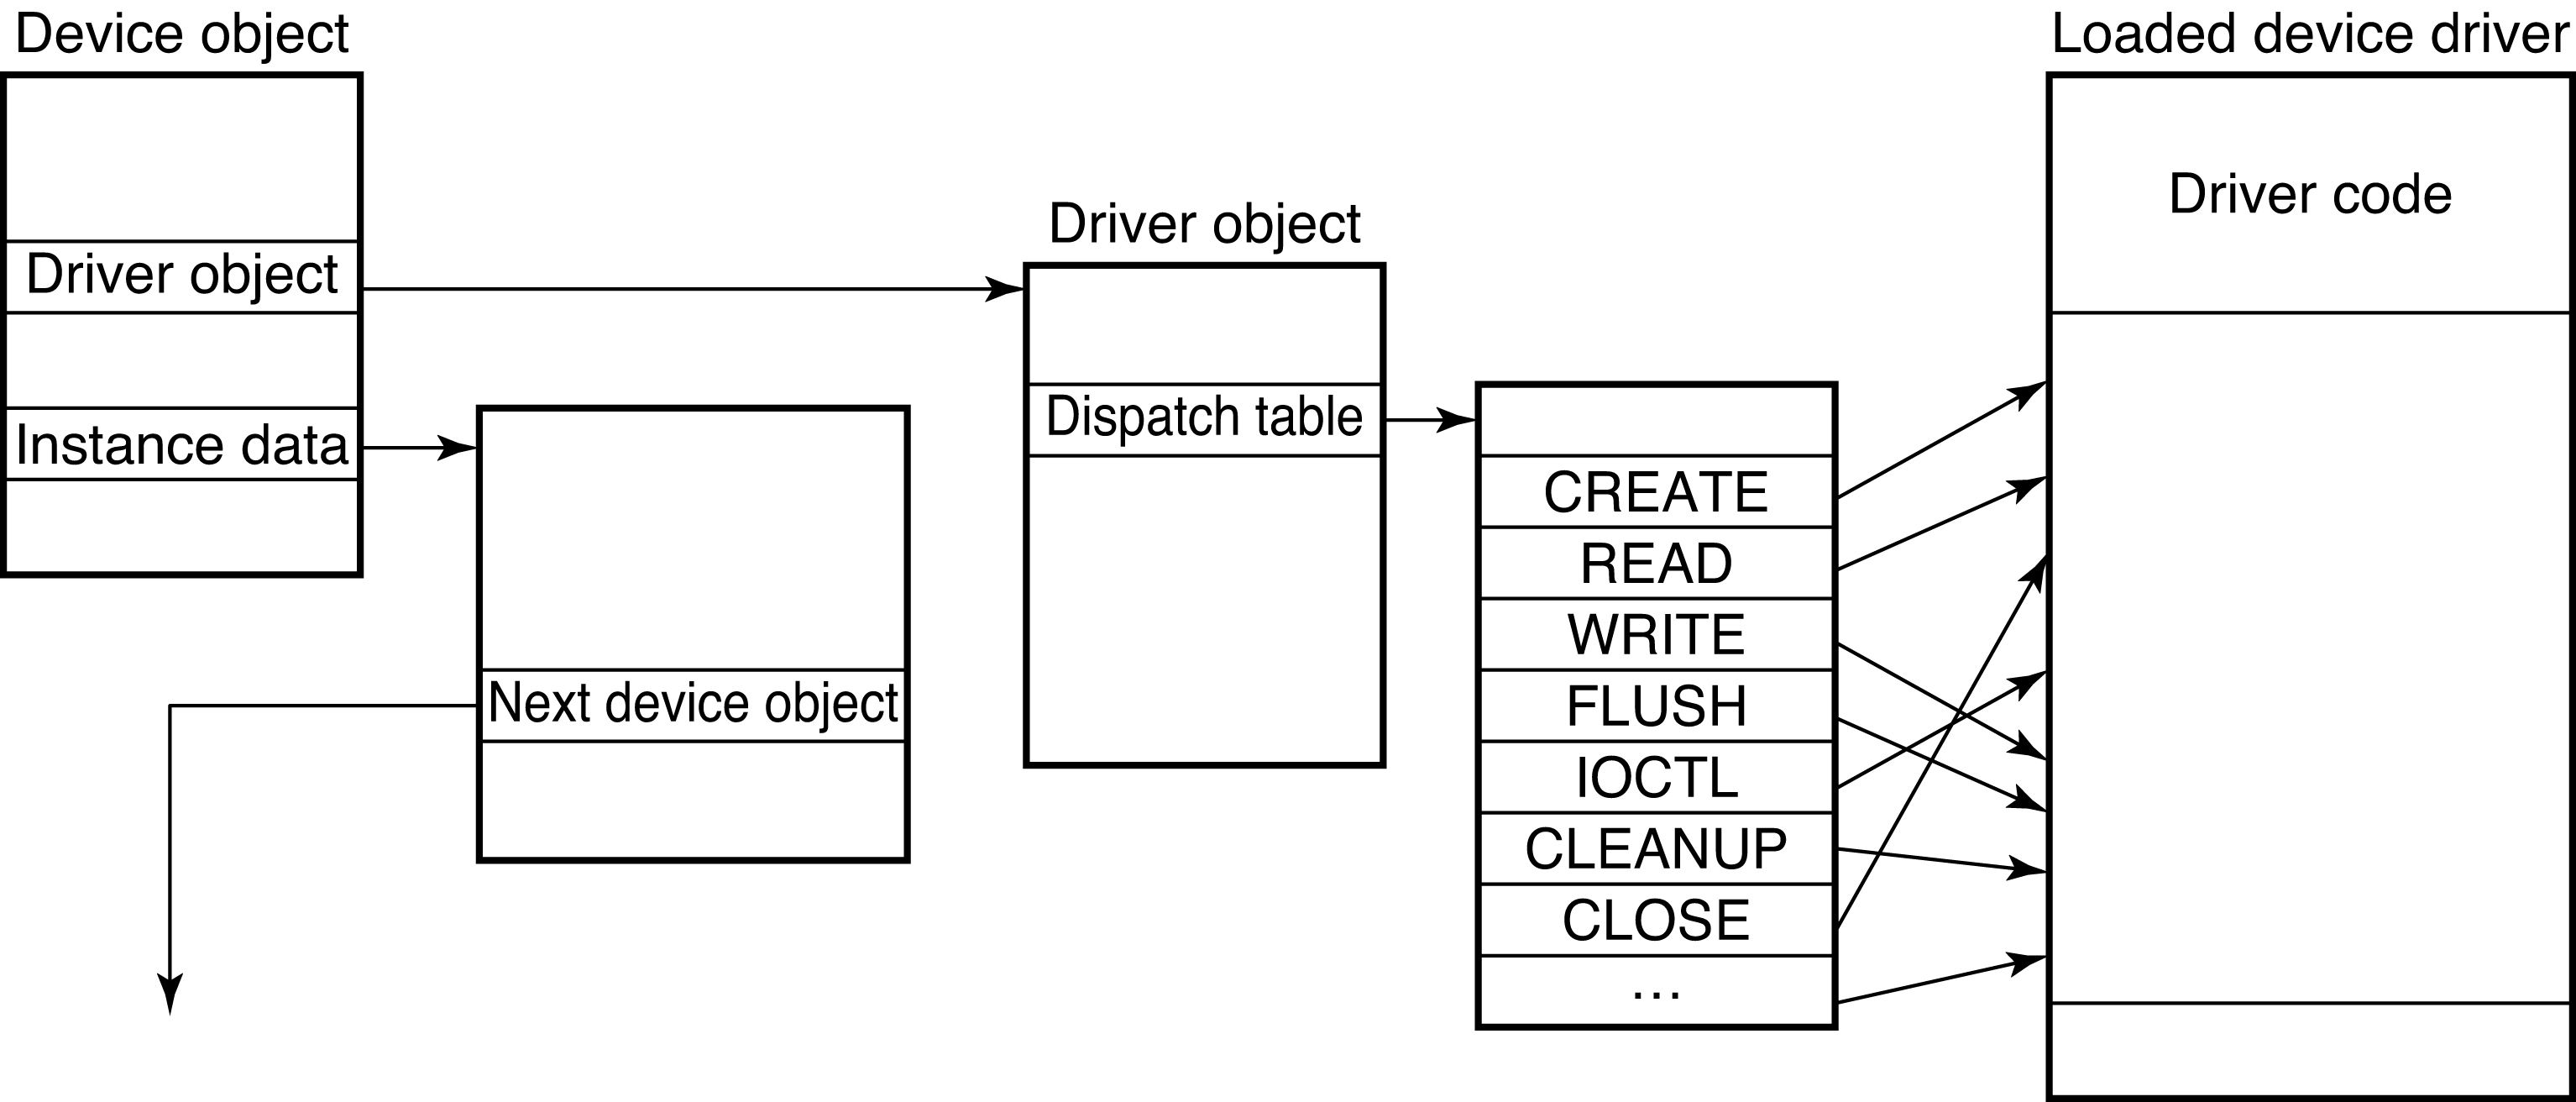 Device object
Driver object
Instance data
Next device object
Driver object
Dispatch table
CREATE
READ
WRITE
FLUSH
IOCTL
CLEANUP
CLOSE
…
Loaded device driver
Driver code